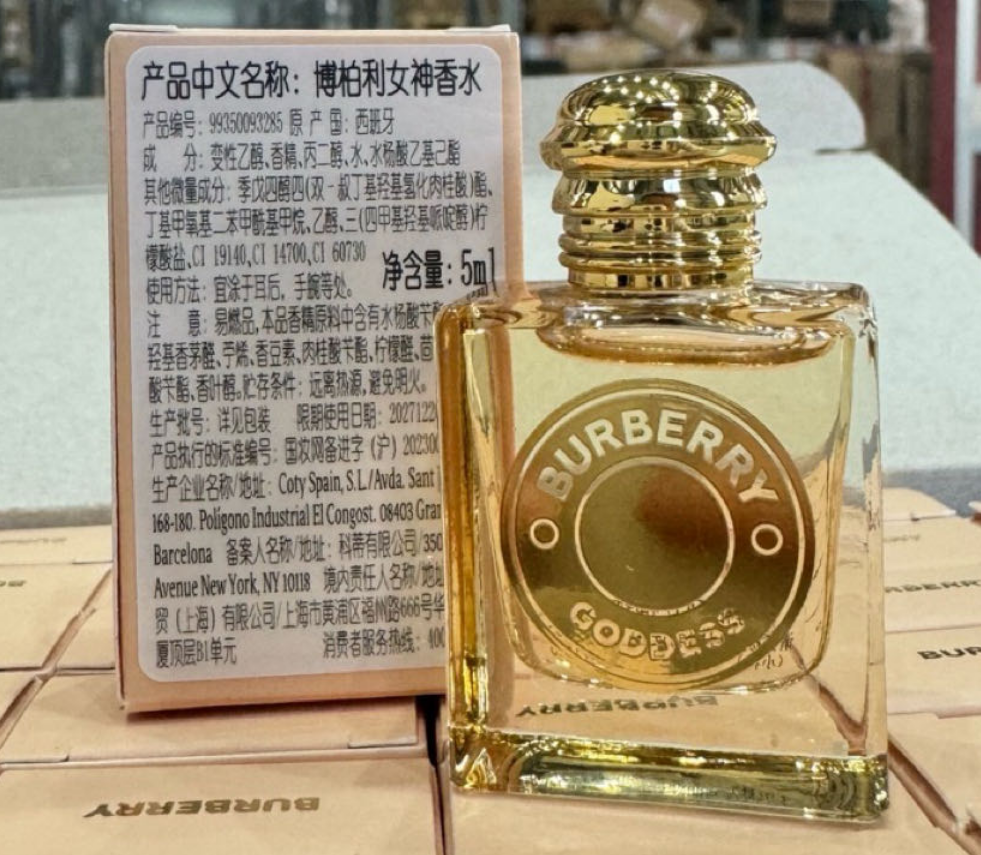 产品中文名称：博柏利女神香水
产品编号：99350093285 原 产 国：西班牙
成 分：变性乙醇、香精、丙二醇、水、水杨酸乙基己酯
其他微量成分：季戊四醇四(双-叔丁基羟基氢化肉桂酸)酯、
丁基甲氧基二苯甲酰基甲烷、乙醇、三(四甲基羟基哌啶醇)柠
檬酸盐、CI 19140、CI 14700、CI 60730
净含量：5ml
使用方法：宜涂于耳后，手腕等处。
注 意：易燃品，本品香精原料中含有水杨酸苄
羟基香茅醛、苧烯、香豆素、肉桂酸苄酯、柠檬醛、茴
酸苄酯、香叶醇。贮存条件：远离热源，避免明火。
生产批号：详见包装 限期使用日期：2027122
产品执行的标准编号：国妆网备进字（沪）202300
生产企业名称/地址：Coty Spain, S.L./Avda. Sant
168-180. Polígono Industrial El Congost. 08403 Gran
Barcelona 备案人名称/地址：科蒂有限公司/350
Avenue New York, NY 10118 境内责任人名称/地址
贸（上海）有限公司/上海市黄浦区福州路666号华
厦顶层B1单元 消费者服务热线：400
BURBERRY
GODDESS
BURBERRY
BURBERRY
BURBERRY